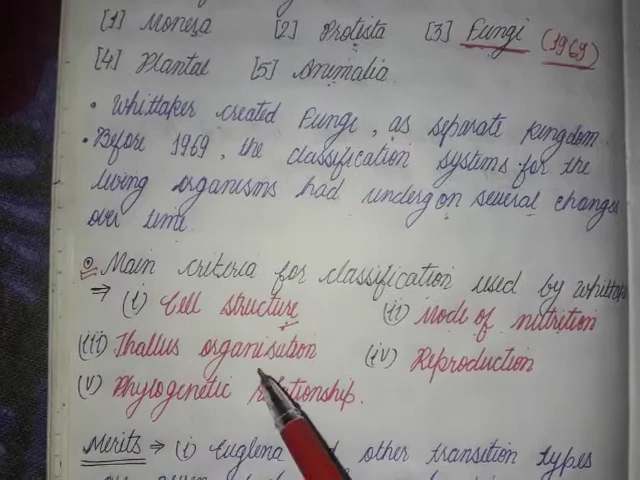 [1] Monera [2] Protista [3] Fungi (1969)
[4] Plantae [5] Animalia
• Whittaker created Fungi, as separate kingdom.
• Before 1969, the classification systems for the
living organisms had undergon several changes
over time.
Main criteria for classification used by whittaker
⇒ (i) Cell structure (ii) Mode of nutrition
(iii) Thallus organisation (iv) Reproduction
(v) Phylogenetic relationship.
Merits → (i) Euglena other transition types